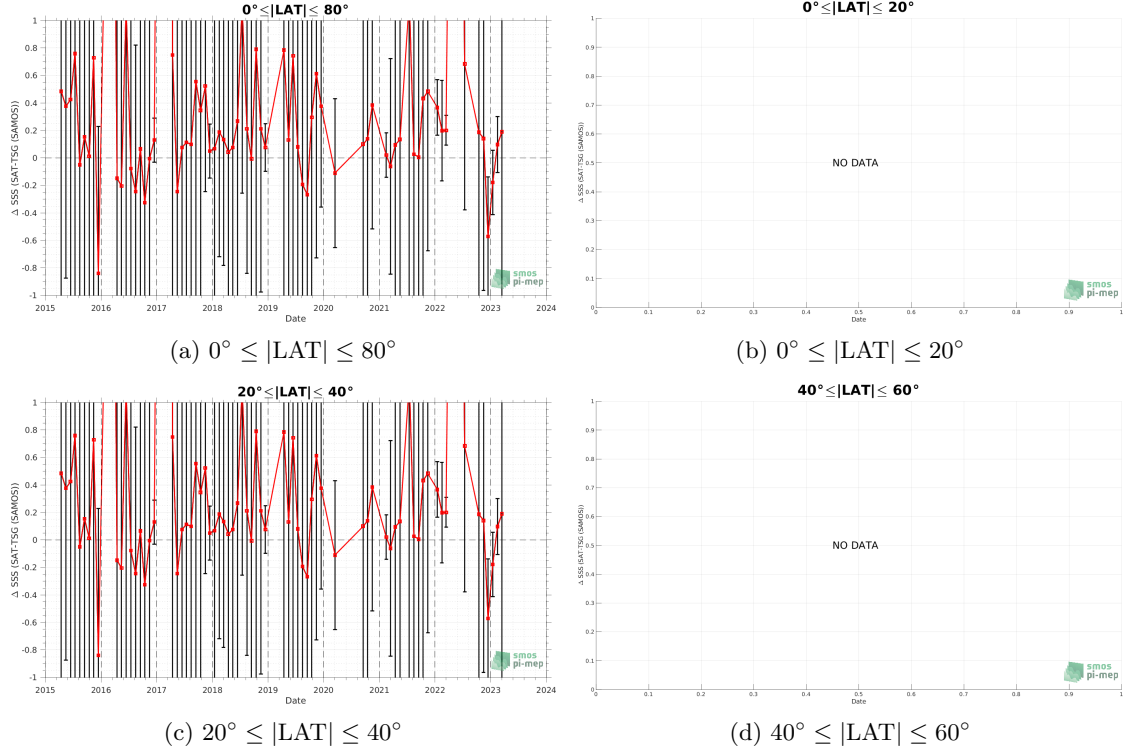 0°≤|LAT|≤ 80°
Δ SSS (SAT-TSG (SAMOS))
1
0.8
0.6
0.4
0.2
0
-0.2
-0.4
-0.6
-0.8
-1
2015 2016 2017 2018 2019 2020 2021 2022 2023 2024
Date
smos
pi-mep
(a) 0° ≤ |LAT| ≤ 80°
0°≤|LAT|≤ 20°
Δ SSS (SAT-TSG (SAMOS))
1
0.9
0.8
0.7
0.6
0.5
0.4
0.3
0.2
0.1
0
NO DATA
0 0.1 0.2 0.3 0.4 0.5 0.6 0.7 0.8 0.9 1
Date
smos
pi-mep
(b) 0° ≤ |LAT| ≤ 20°
20°≤|LAT|≤ 40°
Δ SSS (SAT-TSG (SAMOS))
1
0.8
0.6
0.4
0.2
0
-0.2
-0.4
-0.6
-0.8
-1
2015 2016 2017 2018 2019 2020 2021 2022 2023 2024
Date
smos
pi-mep
(c) 20° ≤ |LAT| ≤ 40°
40°≤|LAT|≤ 60°
Δ SSS (SAT-TSG (SAMOS))
1
0.9
0.8
0.7
0.6
0.5
0.4
0.3
0.2
0.1
0
NO DATA
0 0.1 0.2 0.3 0.4 0.5 0.6 0.7 0.8 0.9 1
Date
smos
pi-mep
(d) 40° ≤ |LAT| ≤ 60°